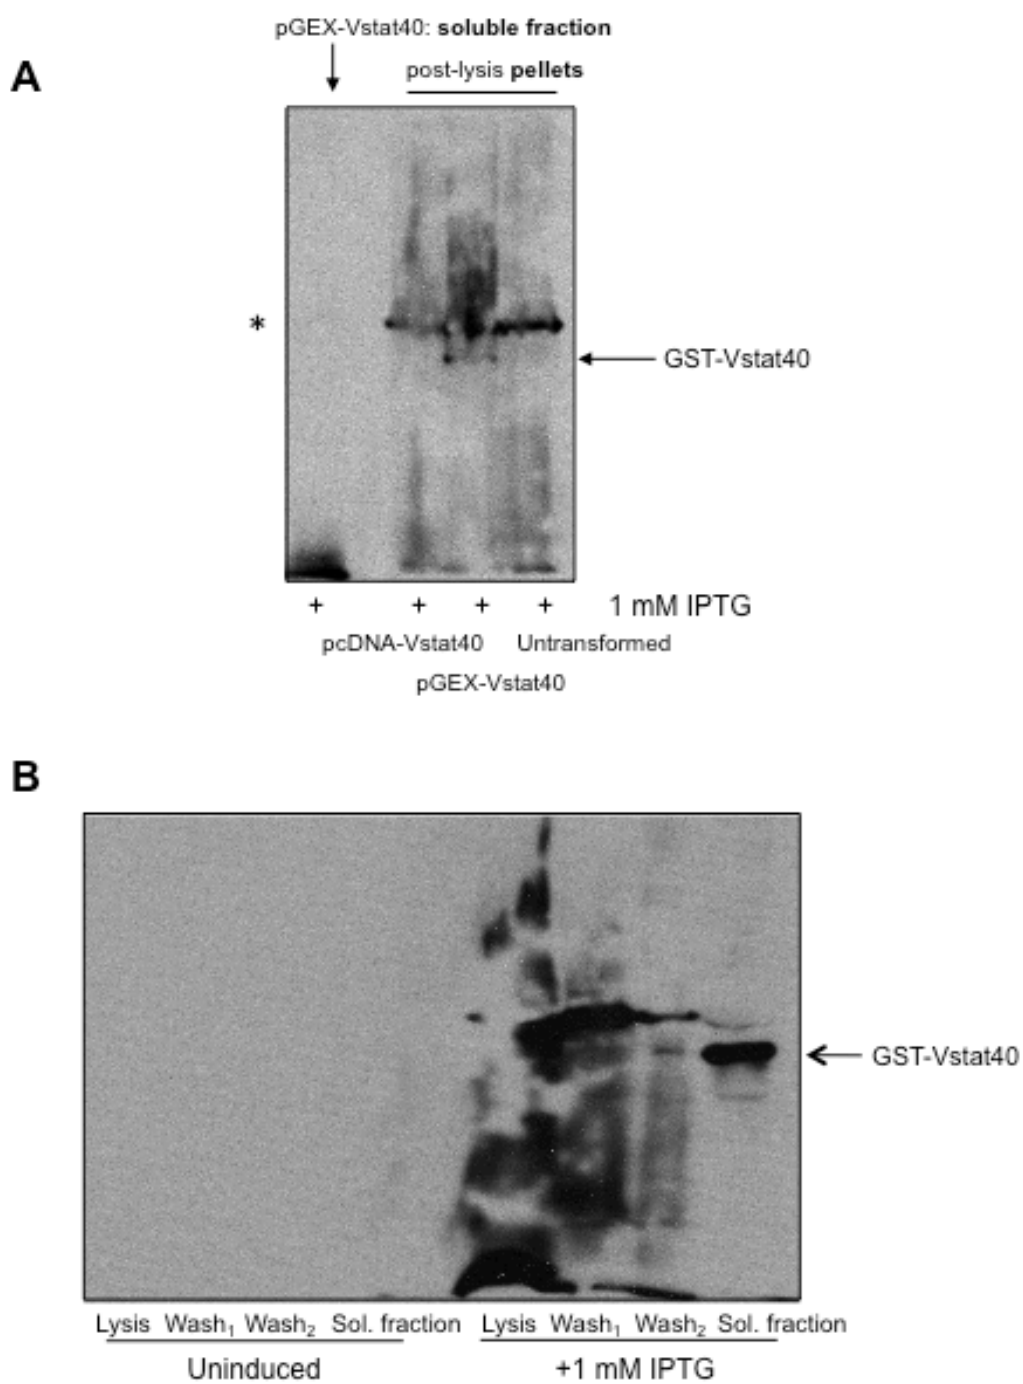 pGEX-Vstat40: soluble fraction
A
post-lysis pellets
*
GST-Vstat40
+ + + + 1 mM IPTG
pcDNA-Vstat40 Untransformed
pGEX-Vstat40
B
GST-Vstat40
Lysis Wash₁ Wash₂ Sol. fraction Lysis Wash₁ Wash₂ Sol. fraction
Uninduced +1 mM IPTG